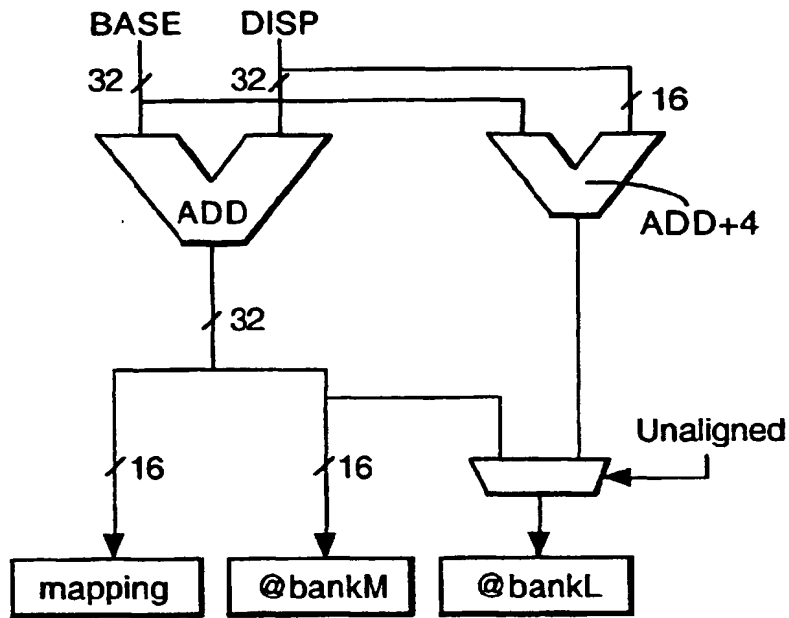 BASE DISP
32 32
16
ADD
ADD+4
32
Unaligned
16 16
mapping @bankM @bankL